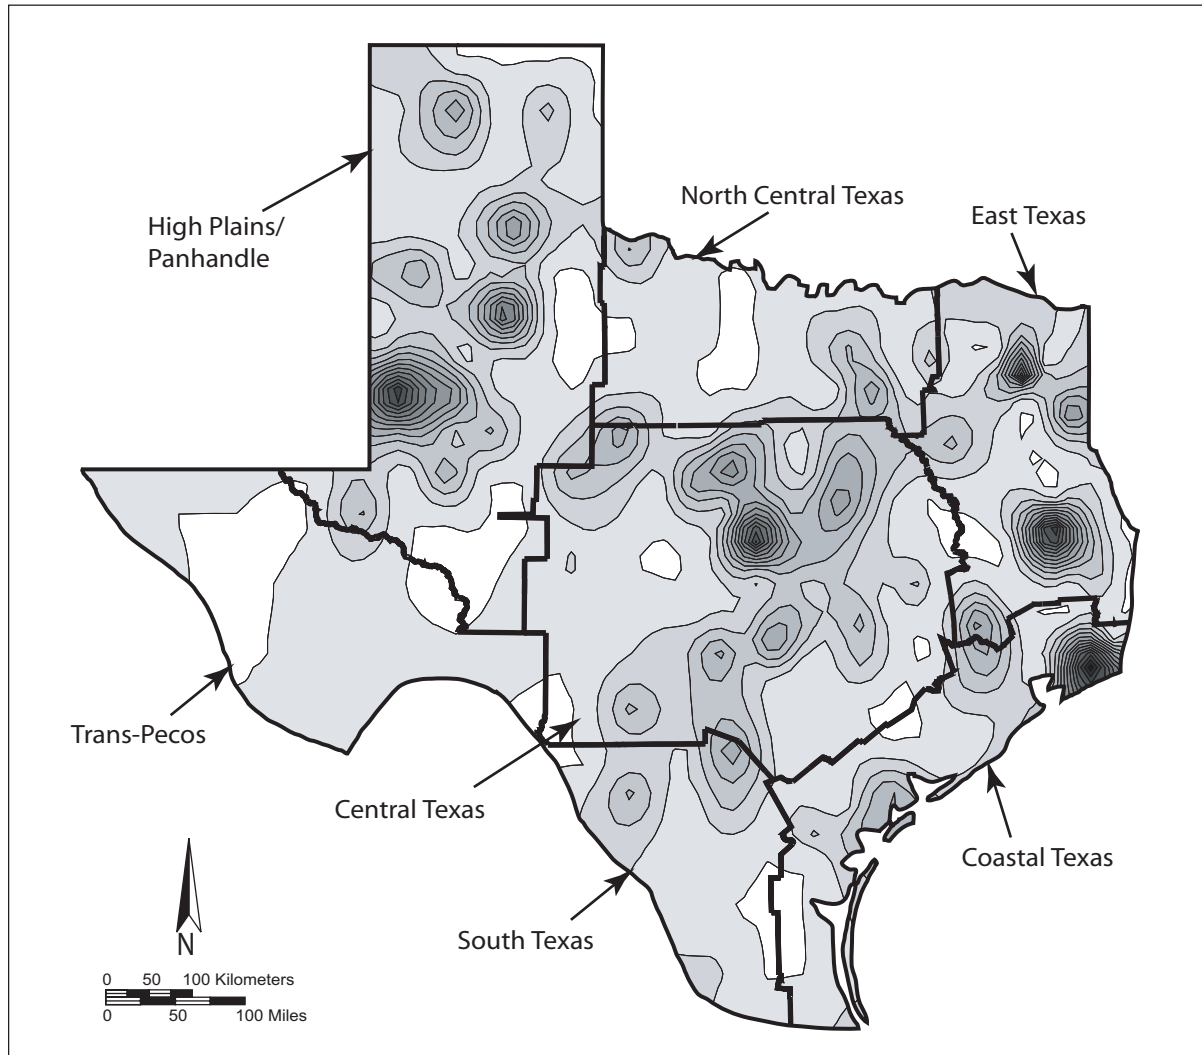 North Central Texas
East Texas
High Plains/
Panhandle
Trans-Pecos
Central Texas
Coastal Texas
South Texas
N
0 50 100 Kilometers
0 50 100 Miles